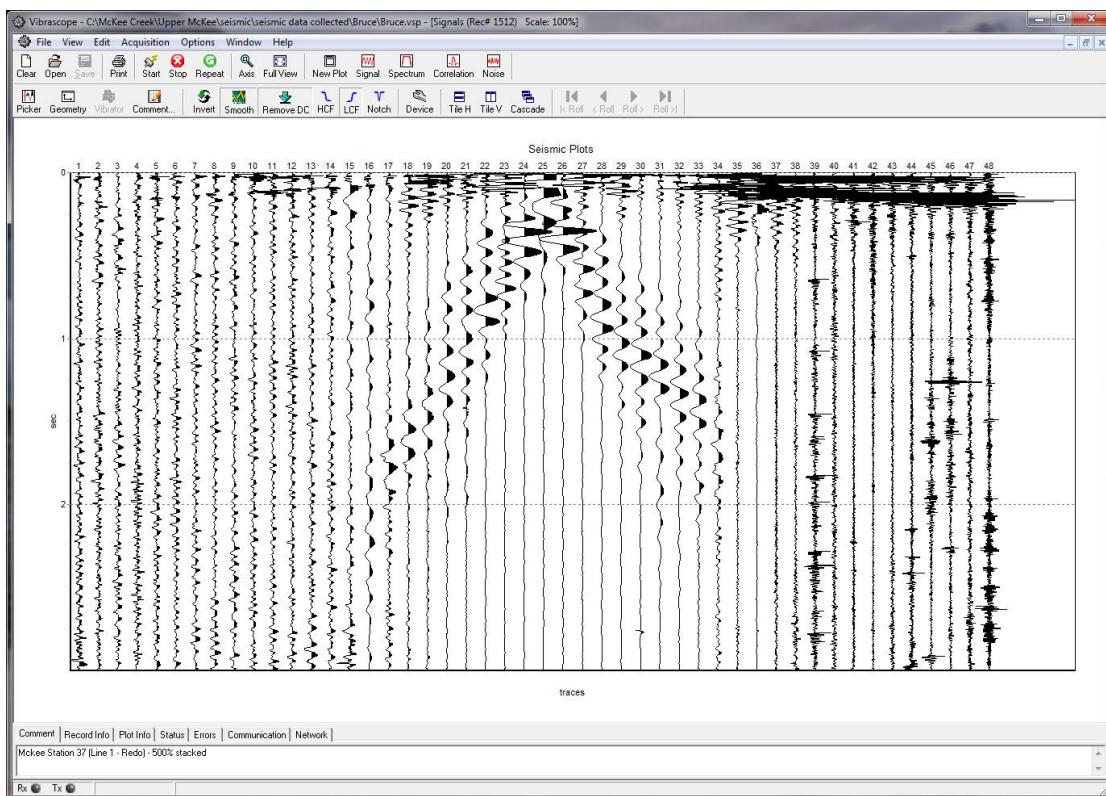 Vibrascope - C:\McKee Creek\Upper McKee\seismic\seismic data collected\Bruce\Bruce.vsp - [Signals (Rec# 1512) Scale: 100%]
File View Edit Acquisition Options Window Help
Clear Open Save Print Start Stop Repeat Axis Full View New Plot Signal Spectrum Correlation Noise
Picker Geometry Vibrator Comment... Invert Smooth Remove DC HCF LCF Notch Device Tile H Tile V Cascade |< Roll < Roll Roll > Roll >|
Seismic Plots
1 2 3 4 5 6 7 8 9 10 11 12 13 14 15 16 17 18 19 20 21 22 23 24 25 26 27 28 29 30 31 32 33 34 35 36 37 38 39 40 41 42 43 44 45 46 47 48
0
1
sec
2
traces
Comment Record Info Plot Info Status Errors Communication Network
Mckee Station 37 (Line 1 - Redo) - 500% stacked
Rx Tx